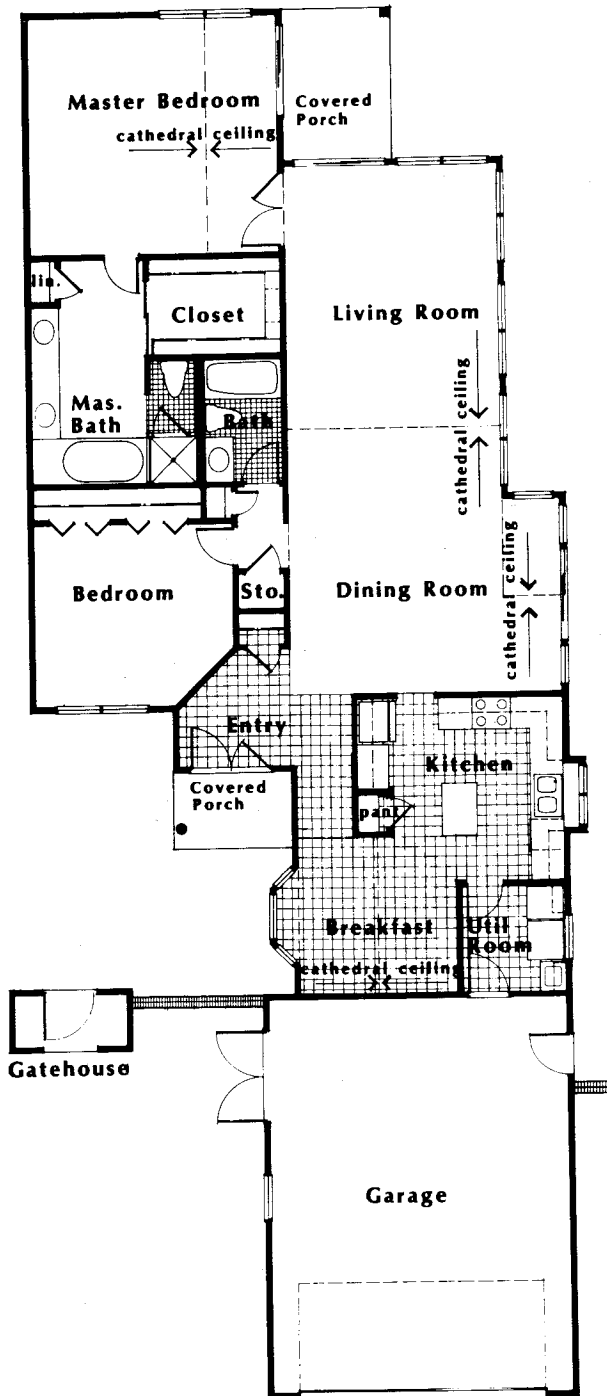 Master Bedroom
cathedral ceiling
Covered
Porch
lin.
Closet
Living Room
Mas.
Bath
Bath
cathedral ceiling
Bedroom
Sto.
Dining Room
cathedral ceiling
Entry
Kitchen
Covered
Porch
pant
Breakfast
Util
Room
cathedral ceiling
Gatehouse
Garage